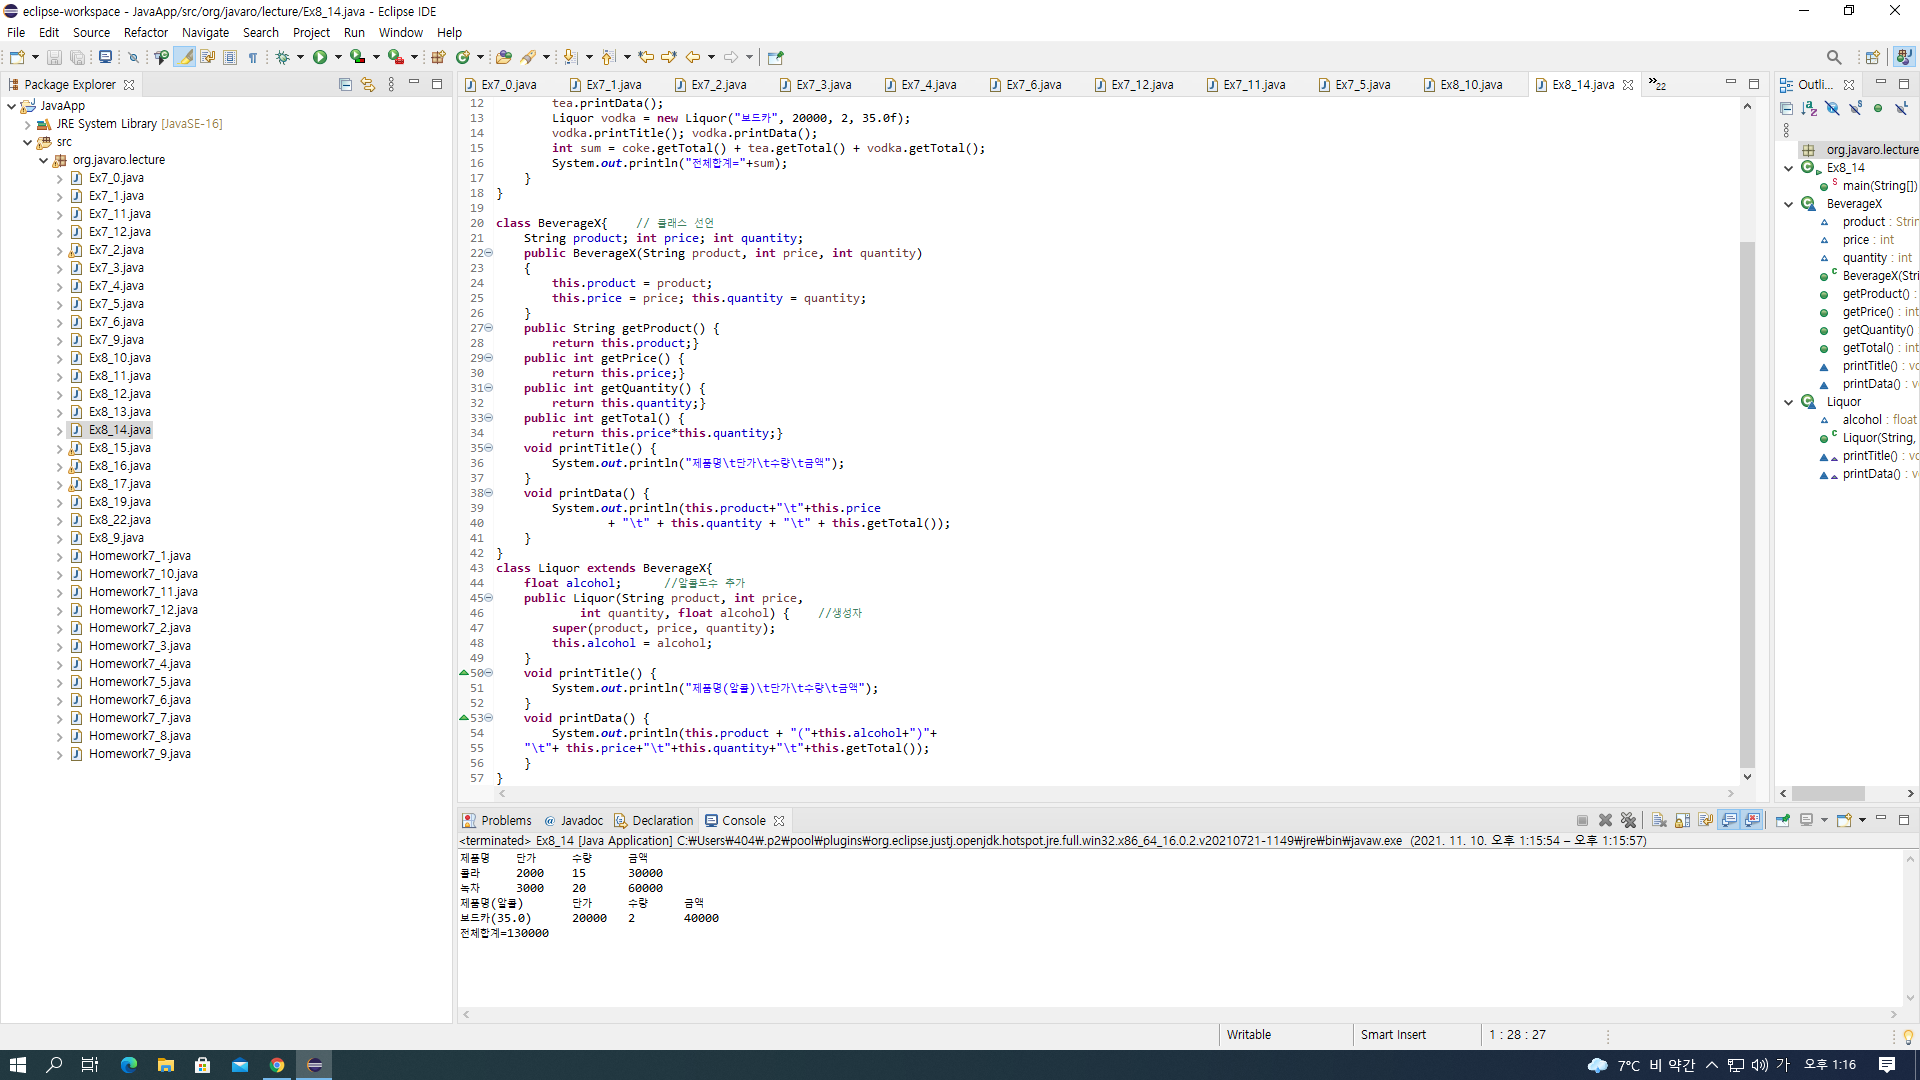 eclipse-workspace - JavaApp/src/org/javaro/lecture/Ex8_14.java - Eclipse IDE
File Edit Source Refactor Navigate Search Project Run Window Help
Package Explorer
JavaApp
JRE System Library [JavaSE-16]
src
org.javaro.lecture
Ex7_0.java
Ex7_1.java
Ex7_11.java
Ex7_12.java
Ex7_2.java
Ex7_3.java
Ex7_4.java
Ex7_5.java
Ex7_6.java
Ex7_9.java
Ex8_10.java
Ex8_11.java
Ex8_12.java
Ex8_13.java
Ex8_14.java
Ex8_15.java
Ex8_16.java
Ex8_17.java
Ex8_19.java
Ex8_22.java
Ex8_9.java
Homework7_1.java
Homework7_10.java
Homework7_11.java
Homework7_12.java
Homework7_2.java
Homework7_3.java
Homework7_4.java
Homework7_5.java
Homework7_6.java
Homework7_7.java
Homework7_8.java
Homework7_9.java
Ex7_0.java Ex7_1.java Ex7_2.java Ex7_3.java Ex7_4.java Ex7_6.java Ex7_12.java Ex7_11.java Ex7_5.java Ex8_10.java Ex8_14.java »22
12 tea.printData();
13 Liquor vodka = new Liquor("보드카", 20000, 2, 35.0f);
14 vodka.printTitle(); vodka.printData();
15 int sum = coke.getTotal() + tea.getTotal() + vodka.getTotal();
16 System.out.println("전체합계="+sum);
17 }
18 }
19
20 class BeverageX{ // 클래스 선언
21 String product; int price; int quantity;
22 public BeverageX(String product, int price, int quantity)
23 {
24 this.product = product;
25 this.price = price; this.quantity = quantity;
26 }
27 public String getProduct() {
28 return this.product;}
29 public int getPrice() {
30 return this.price;}
31 public int getQuantity() {
32 return this.quantity;}
33 public int getTotal() {
34 return this.price*this.quantity;}
35 void printTitle() {
36 System.out.println("제품명\t단가\t수량\t금액");
37 }
38 void printData() {
39 System.out.println(this.product+"\t"+this.price
40 + "\t" + this.quantity + "\t" + this.getTotal());
41 }
42 }
43 class Liquor extends BeverageX{
44 float alcohol; //알콜도수 추가
45 public Liquor(String product, int price,
46 int quantity, float alcohol) { //생성자
47 super(product, price, quantity);
48 this.alcohol = alcohol;
49 }
50 void printTitle() {
51 System.out.println("제품명(알콜)\t단가\t수량\t금액");
52 }
53 void printData() {
54 System.out.println(this.product + "("+this.alcohol+")"+
55 "\t"+ this.price+"\t"+this.quantity+"\t"+this.getTotal());
56 }
57 }
Outli...
org.javaro.lecture
Ex8_14
main(String[])
BeverageX
product : Strin
price : int
quantity : int
BeverageX(Stri
getProduct() :
getPrice() : int
getQuantity()
getTotal() : int
printTitle() : vo
printData() : v
Liquor
alcohol : float
Liquor(String,
printTitle() : vo
printData() : v
Problems @ Javadoc Declaration Console
<terminated> Ex8_14 [Java Application] C:₩Users₩404₩.p2₩pool₩plugins₩org.eclipse.justj.openjdk.hotspot.jre.full.win32.x86_64_16.0.2.v20210721-1149₩jre₩bin₩javaw.exe (2021. 11. 10. 오후 1:15:54 – 오후 1:15:57)
제품명 단가 수량 금액
콜라 2000 15 30000
녹차 3000 20 60000
제품명(알콜) 단가 수량 금액
보드카(35.0) 20000 2 40000
전체합계=130000
Writable Smart Insert 1 : 28 : 27
7°C 비 약간 가 오후 1:16